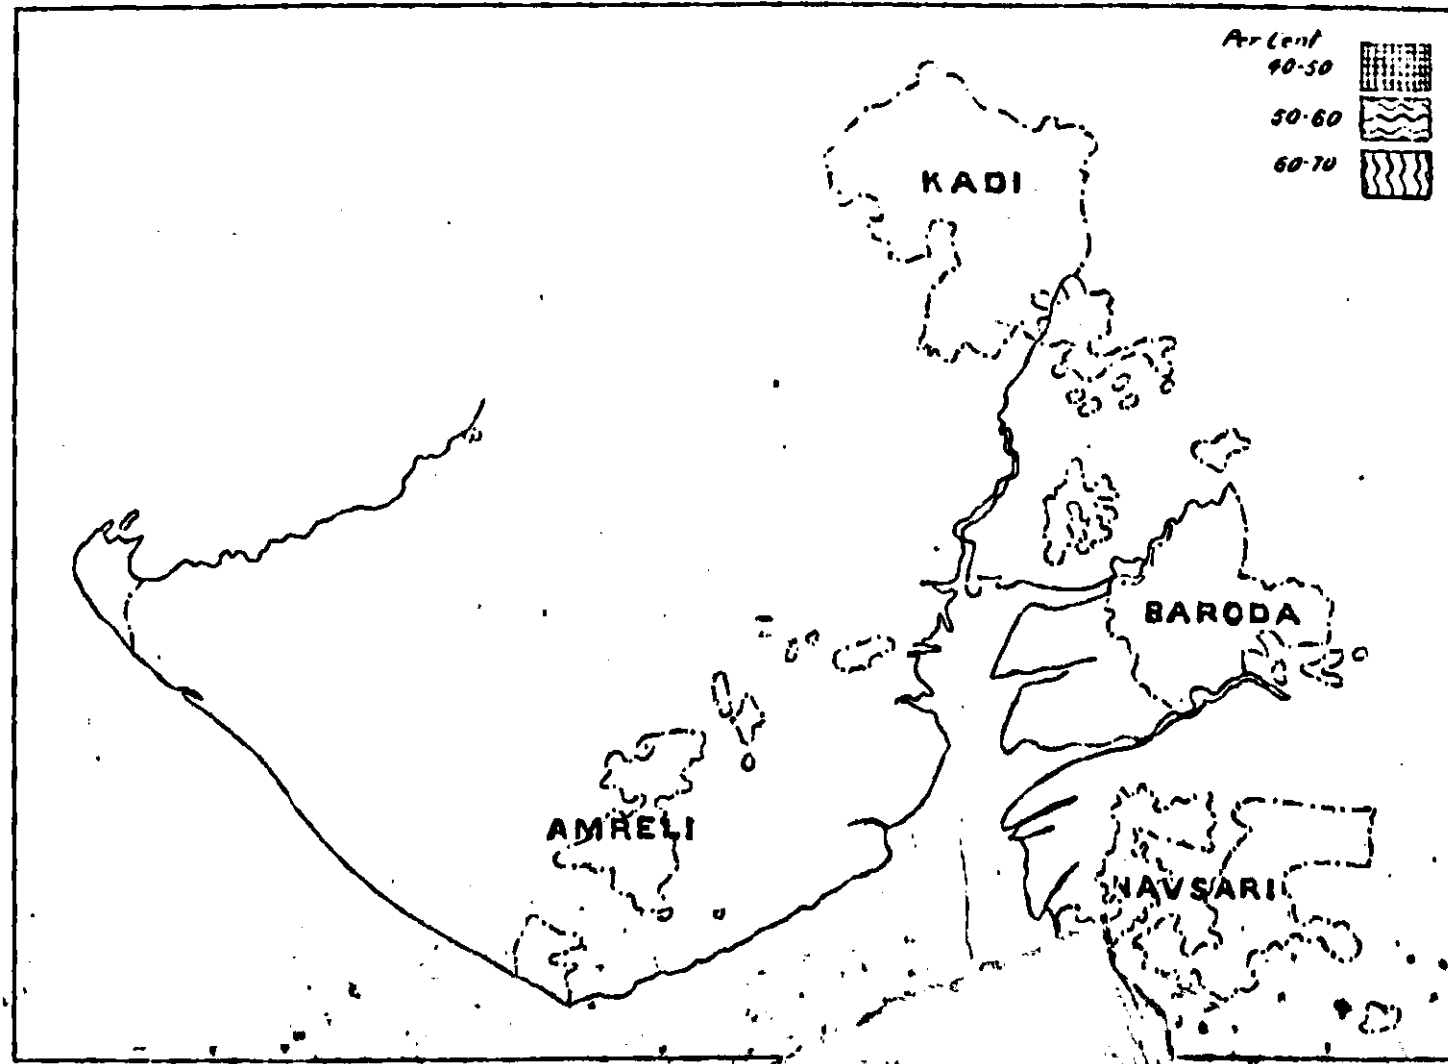 Per Cent
40-50
50-60
60-70
KADI
BARODA
AMRELI
NAVSARI